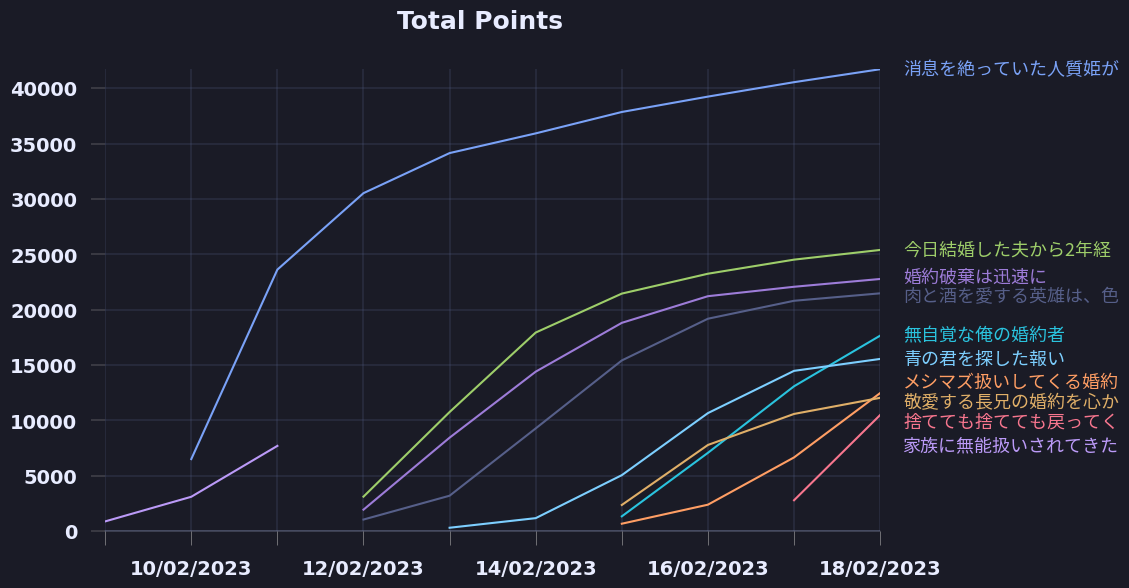 Total Points
40000
35000
30000
25000
20000
15000
10000
5000
0
10/02/2023
12/02/2023
14/02/2023
16/02/2023
18/02/2023
消息を絶っていた人質姫が
今日結婚した夫から2年経
婚約破棄は迅速に
肉と酒を愛する英雄は、色
無自覚な俺の婚約者
青の君を探した報い
メシマズ扱いしてくる婚約
敬愛する長兄の婚約を心か
捨てても捨てても戻ってく
家族に無能扱いされてきた